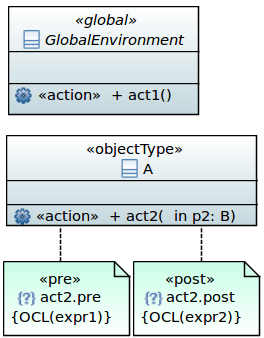 «global»
GlobalEnvironment
«action» + act1()
«objectType»
A
«action» + act2( in p2: B)
«pre»
{?} act2.pre
{OCL(expr1)}
«post»
{?} act2.post
{OCL(expr2)}